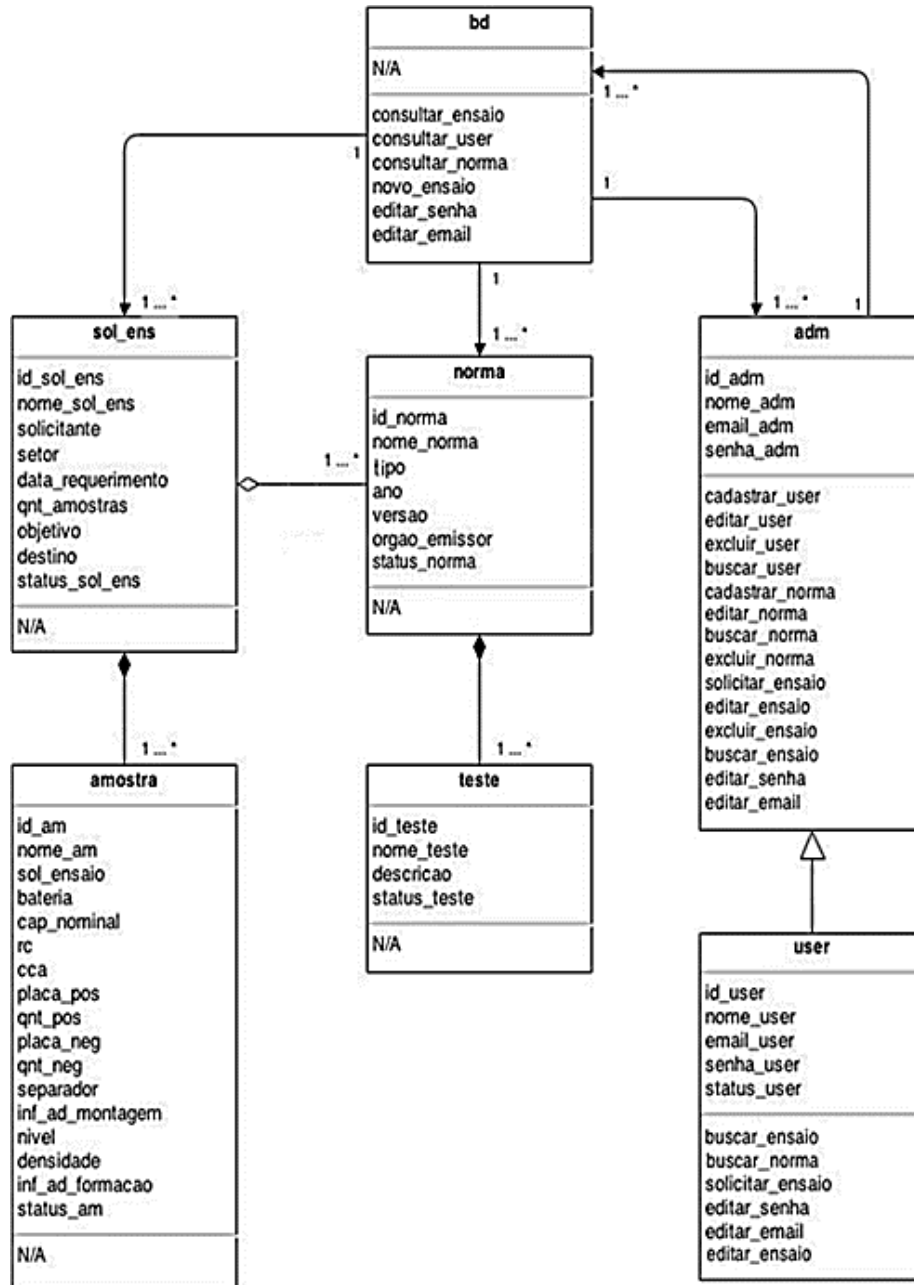 bd
N/A
consultar_ensaio
consultar_user
consultar_norma
novo_ensaio
editar_senha
editar_email
1 ... *
1
1
1
1 ... *
1 ... *
1 ... *
1
sol_ens
id_sol_ens
nome_sol_ens
solicitante
setor
data_requerimento
qnt_amostras
objetivo
destino
status_sol_ens
N/A
1 ... *
norma
id_norma
nome_norma
tipo
ano
versao
orgao_emissor
status_norma
N/A
adm
id_adm
nome_adm
email_adm
senha_adm
cadastrar_user
editar_user
excluir_user
buscar_user
cadastrar_norma
editar_norma
buscar_norma
excluir_norma
solicitar_ensaio
editar_ensaio
excluir_ensaio
buscar_ensaio
editar_senha
editar_email
1 ... *
amostra
id_am
nome_am
sol_ensaio
bateria
cap_nominal
rc
cca
placa_pos
qnt_pos
placa_neg
qnt_neg
separador
inf_ad_montagem
nivel
densidade
inf_ad_formacao
status_am
N/A
1 ... *
teste
id_teste
nome_teste
descricao
status_teste
N/A
user
id_user
nome_user
email_user
senha_user
status_user
buscar_ensaio
buscar_norma
solicitar_ensaio
editar_senha
editar_email
editar_ensaio